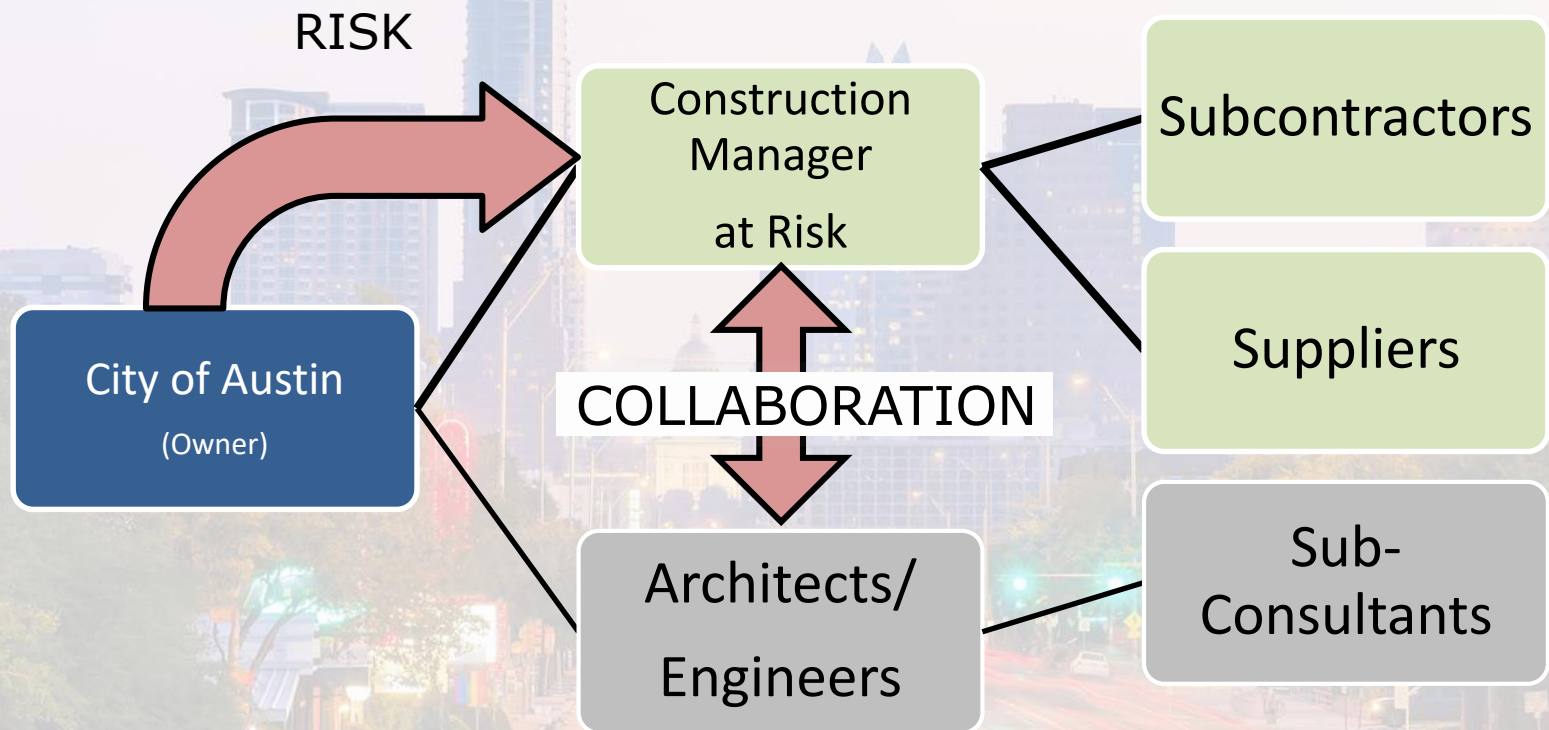 RISK
Construction
Manager
at Risk
Subcontractors
City of Austin
(Owner)
COLLABORATION
Suppliers
Architects/
Engineers
Sub-
Consultants